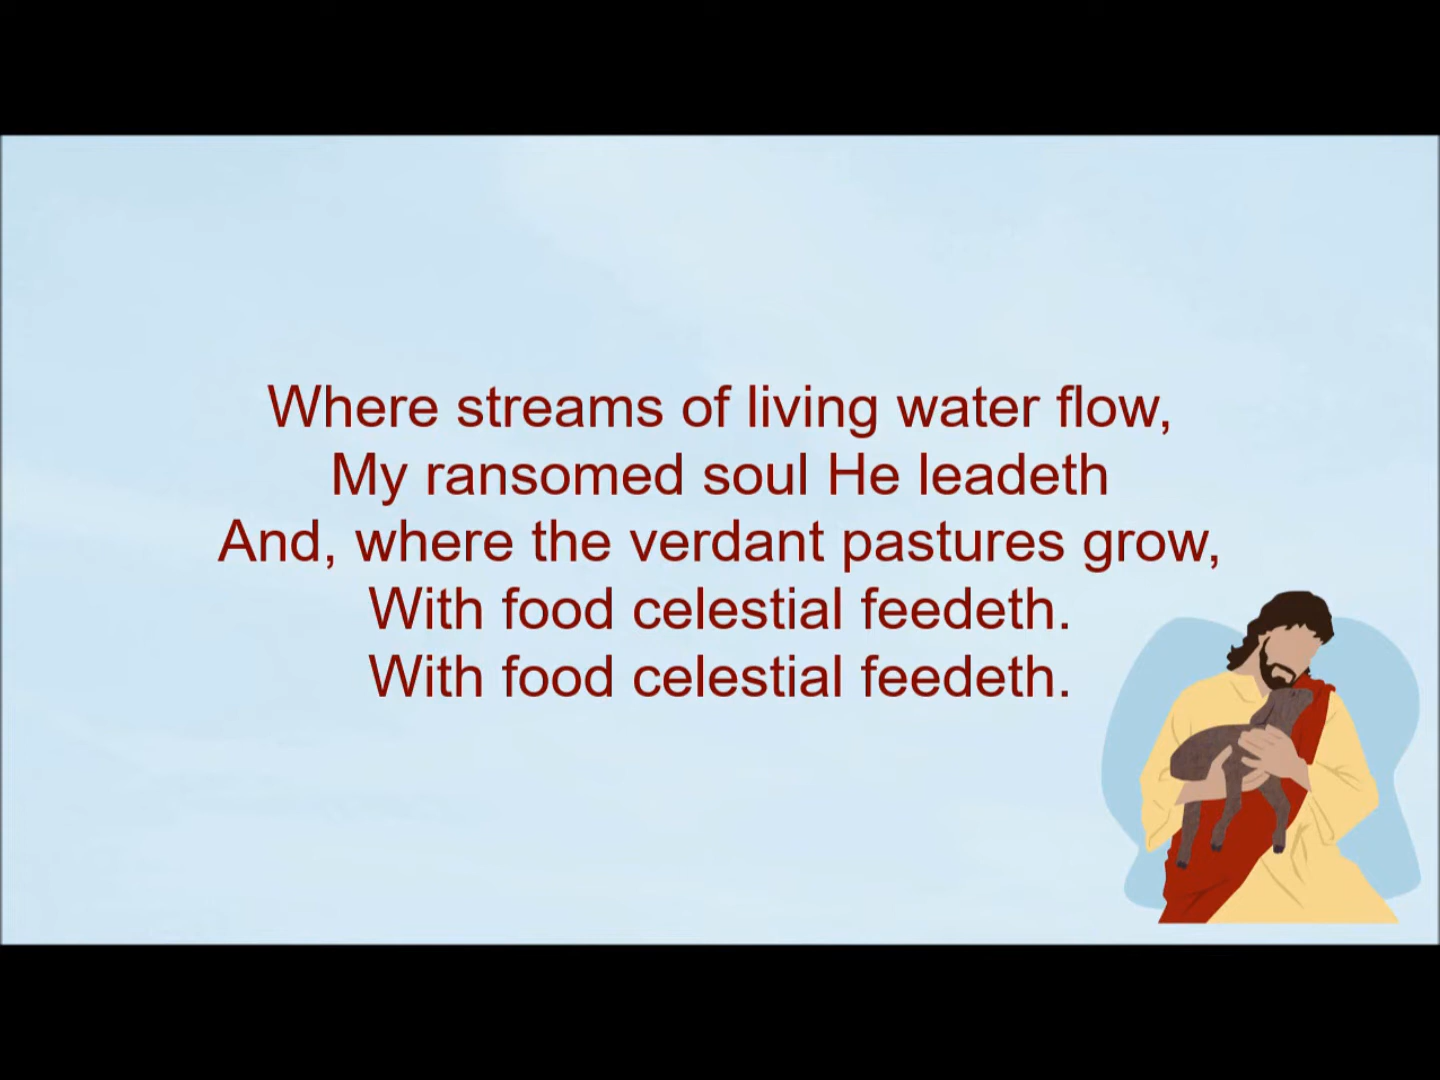 Where streams of living water flow,
My ransomed soul He leadeth
And, where the verdant pastures grow,
With food celestial feedeth.
With food celestial feedeth.